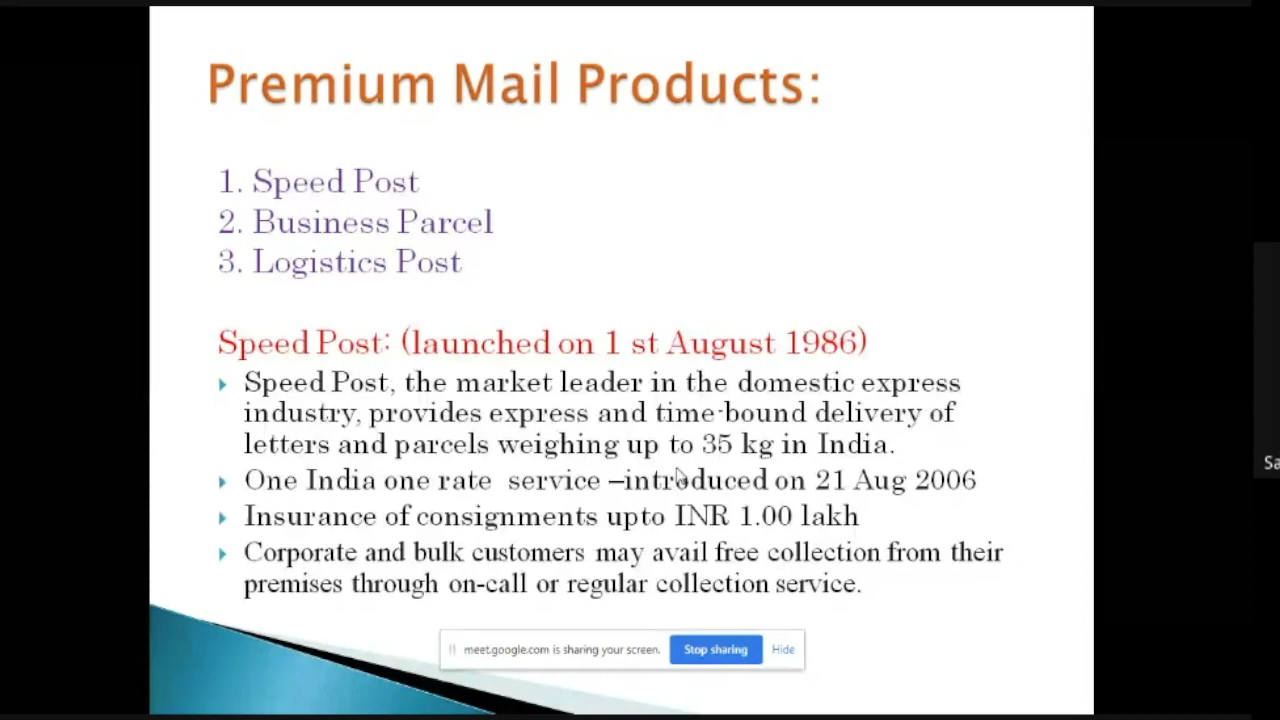 Premium Mail Products:
1. Speed Post
2. Business Parcel
3. Logistics Post
Speed Post: (launched on 1 st August 1986)
Speed Post, the market leader in the domestic express
industry, provides express and time-bound delivery of
letters and parcels weighing up to 35 kg in India.
One India one rate service –introduced on 21 Aug 2006
Insurance of consignments upto INR 1.00 lakh
Corporate and bulk customers may avail free collection from their
premises through on-call or regular collection service.
meet.google.com is sharing your screen. Stop sharing Hide
Sa